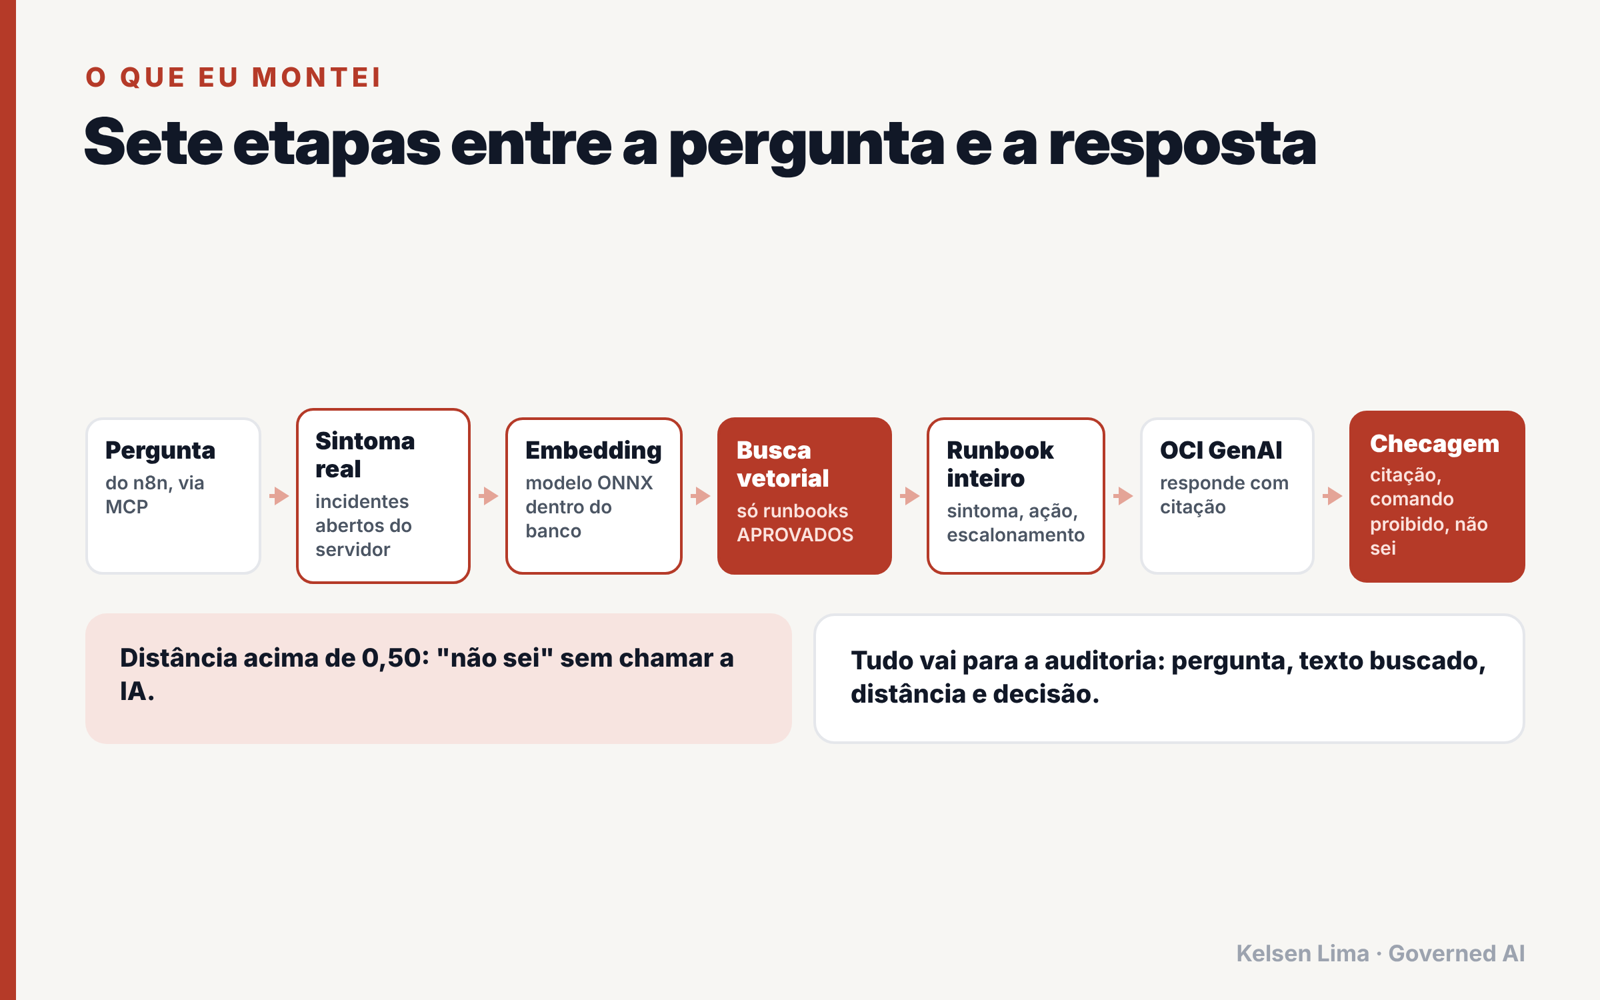 O QUE EU MONTEI
Sete etapas entre a pergunta e a resposta
Pergunta
do n8n, via
MCP
Sintoma
real
incidentes
abertos do
servidor
Embedding
modelo ONNX
dentro do
banco
Busca
vetorial
só runbooks
APROVADOS
Runbook
inteiro
sintoma, ação,
escalonamento
OCI GenAI
responde com
citação
Checagem
citação,
comando
proibido, não
sei
Distância acima de 0,50: "não sei" sem chamar a
IA.
Tudo vai para a auditoria: pergunta, texto buscado,
distância e decisão.
Kelsen Lima · Governed AI